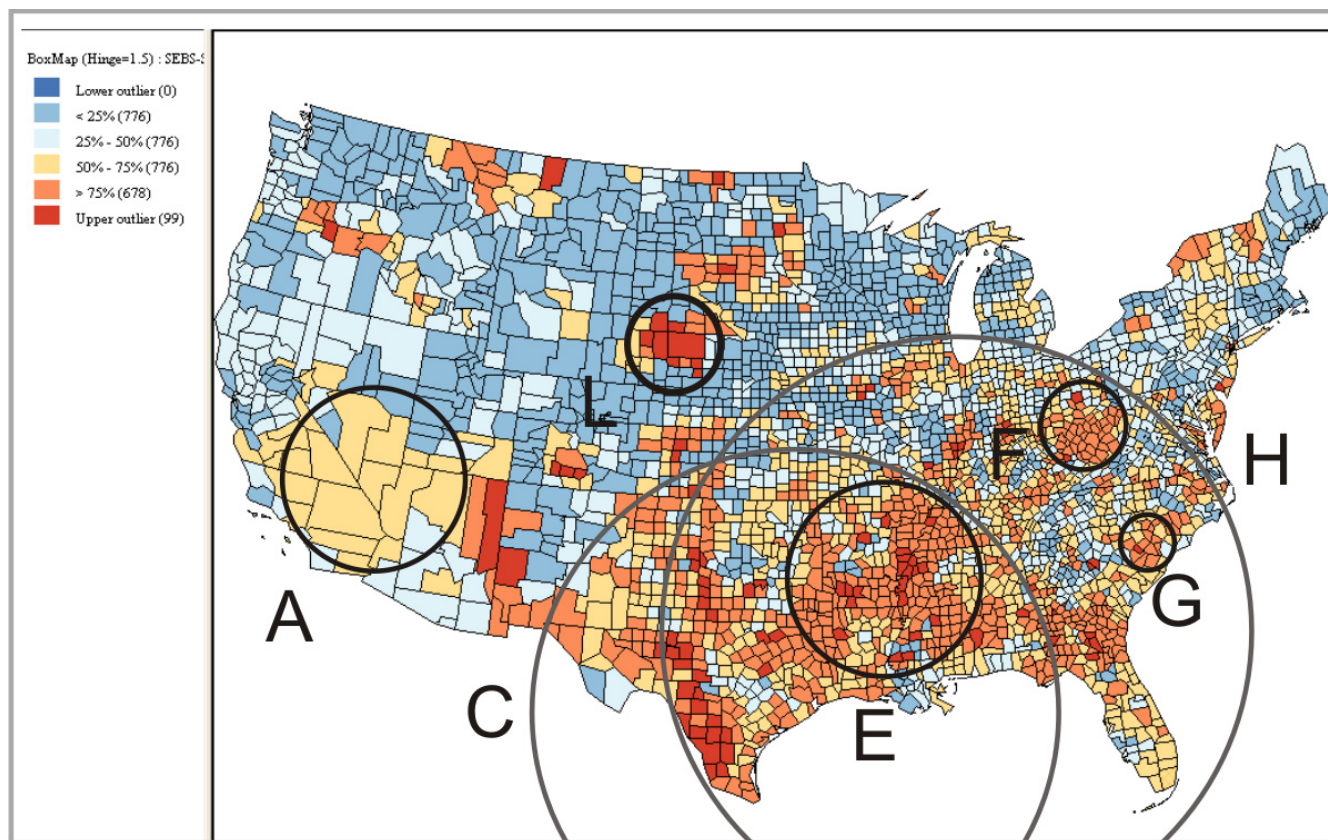 BoxMap (Hinge=1.5) : SEBS-S
Lower outlier (0)
< 25% (776)
25% - 50% (776)
50% - 75% (776)
> 75% (678)
Upper outlier (99)
L
F
H
A
G
C
E